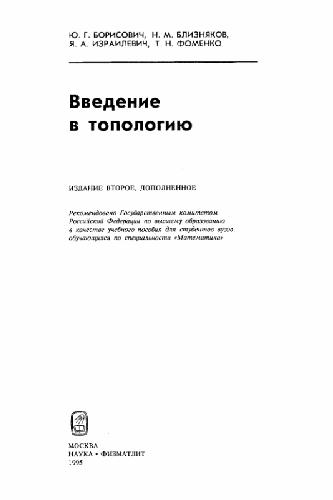 Ю. Г. БОРИСОВИЧ, Н. М. БЛИЗНЯКОВ,
Я. А. ИЗРАИЛЕВИЧ, Т. Н. ФОМЕНКО
Введение
в топологию
ИЗДАНИЕ ВТОРОЕ, ДОПОЛНЕННОЕ
Рекомендовано Государственным комитетом
Российской Федерации по высшему образованию
в качестве учебного пособия для студентов вузов,
обучающихся по специальности «Математика»
МОСКВА
НАУКА • ФИЗМАТЛИТ
1995